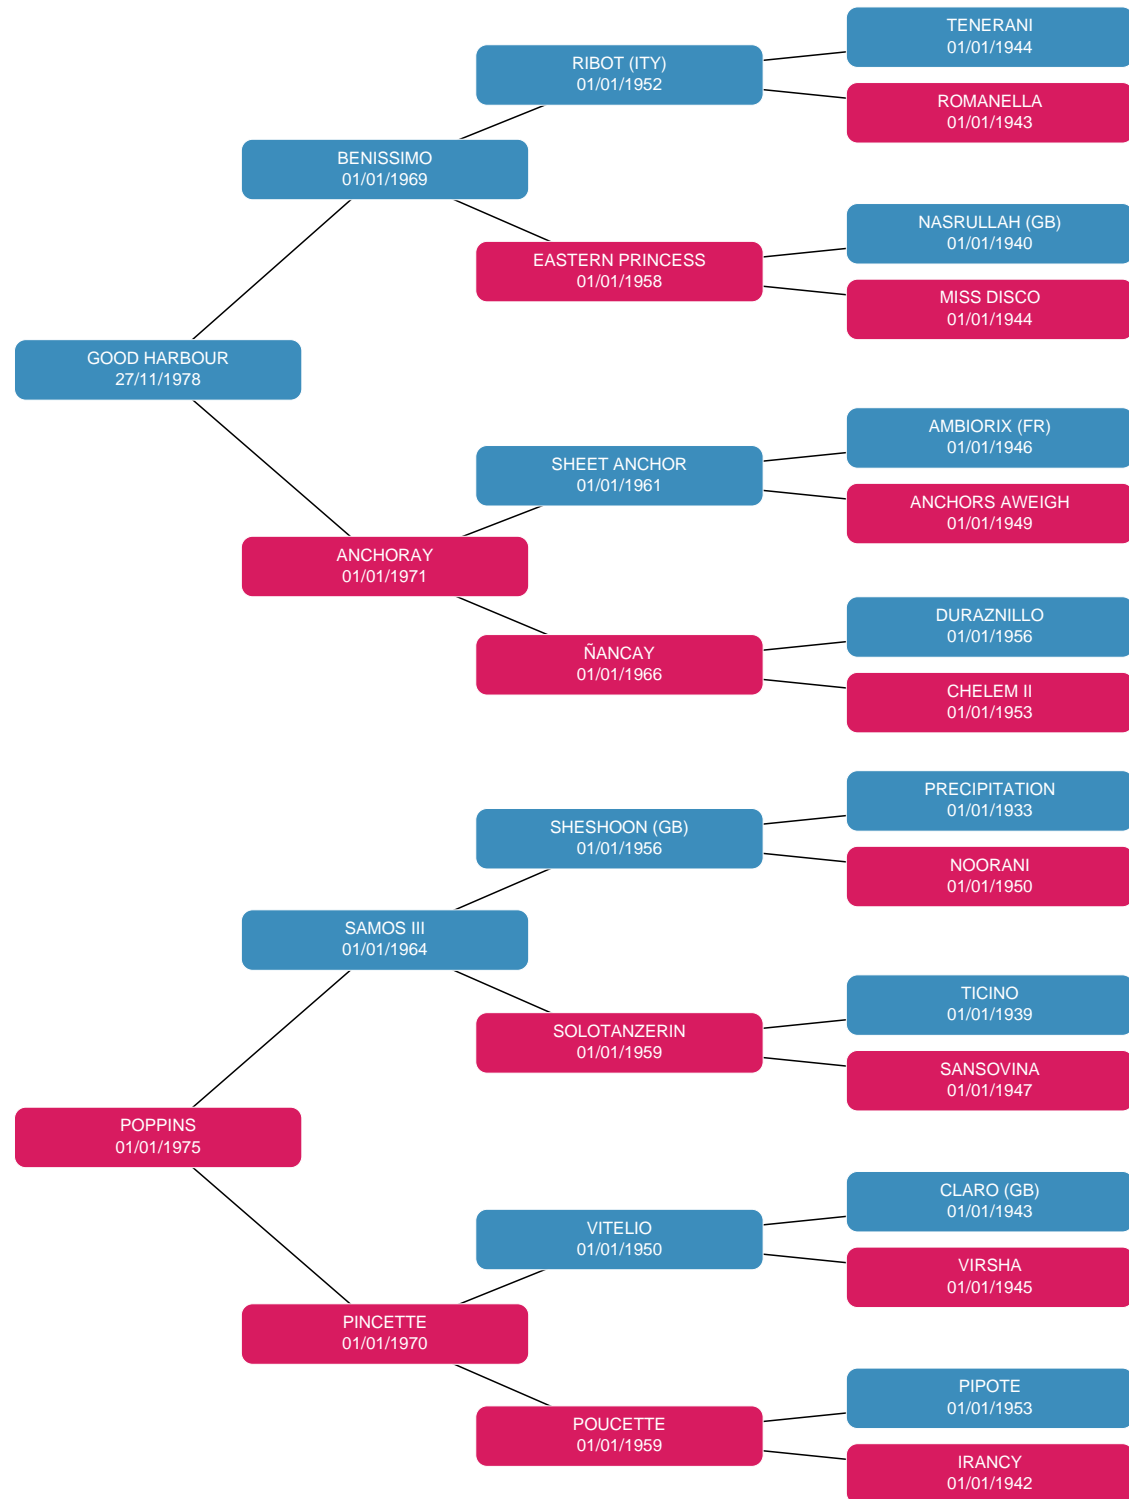 TENERANI
01/01/1944
RIBOT (ITY)
01/01/1952
ROMANELLA
01/01/1943
BENISSIMO
01/01/1969
NASRULLAH (GB)
01/01/1940
EASTERN PRINCESS
01/01/1958
MISS DISCO
01/01/1944
GOOD HARBOUR
27/11/1978
AMBIORIX (FR)
01/01/1946
SHEET ANCHOR
01/01/1961
ANCHORS AWEIGH
01/01/1949
ANCHORAY
01/01/1971
DURAZNILLO
01/01/1956
ÑANCAY
01/01/1966
CHELEM II
01/01/1953
PRECIPITATION
01/01/1933
SHESHOON (GB)
01/01/1956
NOORANI
01/01/1950
SAMOS III
01/01/1964
TICINO
01/01/1939
SOLOTANZERIN
01/01/1959
SANSOVINA
01/01/1947
POPPINS
01/01/1975
CLARO (GB)
01/01/1943
VITELIO
01/01/1950
VIRSHA
01/01/1945
PINCETTE
01/01/1970
PIPOTE
01/01/1953
POUCETTE
01/01/1959
IRANCY
01/01/1942